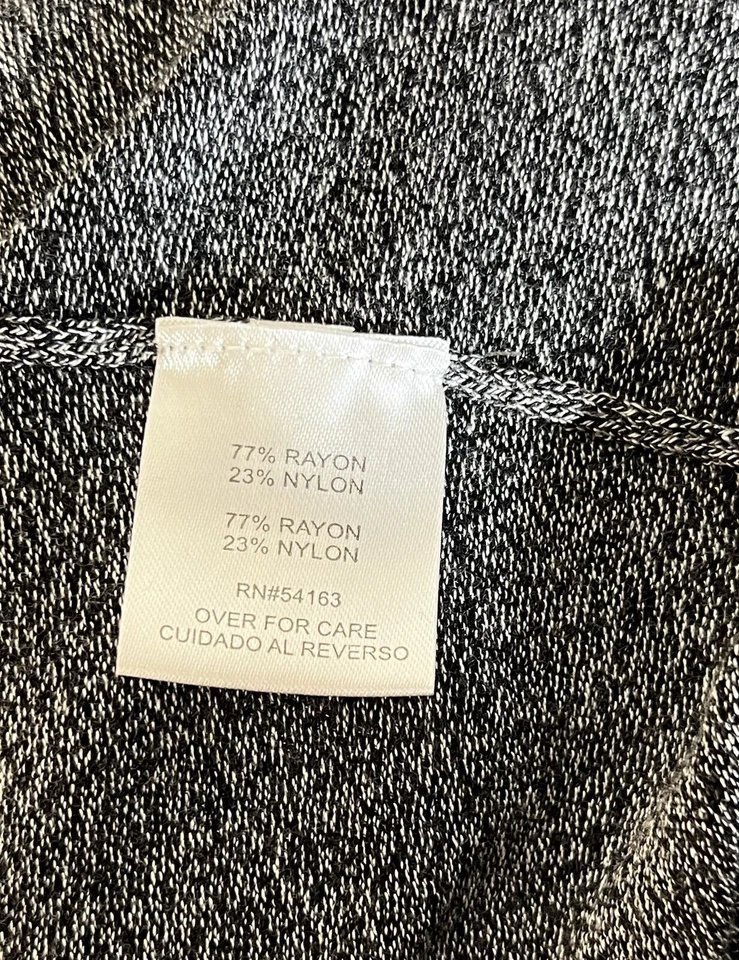 77% RAYON
23% NYLON
77% RAYON
23% NYLON
RN#54163
OVER FOR CARE
CUIDADO AL REVERSO